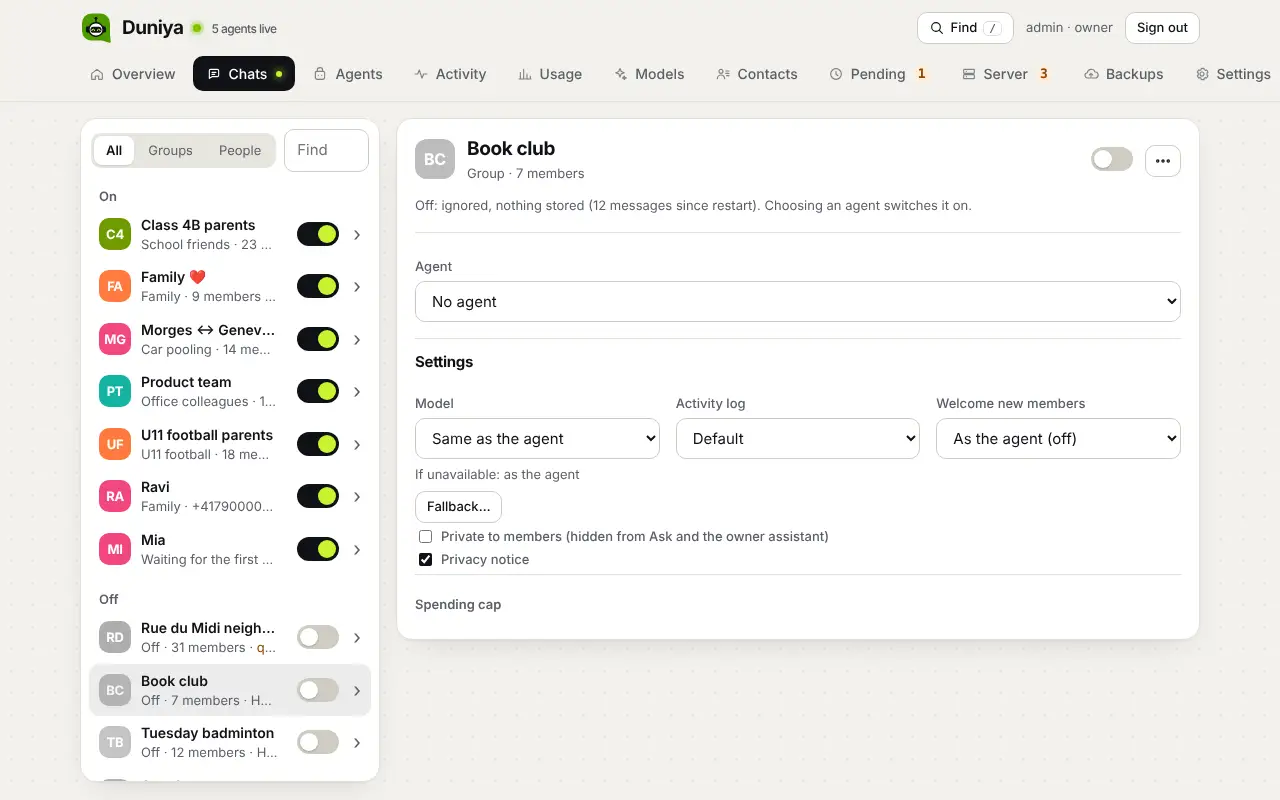 Duniya
5 agents live
Find /
admin · owner
Sign out
Overview
Chats
Agents
Activity
Usage
Models
Contacts
Pending 1
Server 3
Backups
Settings
All
Groups
People
Find
On
C4
Class 4B parents
School friends · 23 ...
FA
Family ❤️
Family · 9 members ...
MG
Morges ↔ Genev...
Car pooling · 14 me...
PT
Product team
Office colleagues · 1...
UF
U11 football parents
U11 football · 18 me...
RA
Ravi
Family · +41790000...
MI
Mia
Waiting for the first ...
Off
RD
Rue du Midi neigh...
Off · 31 members · q...
BC
Book club
Off · 7 members · H...
TB
Tuesday badminton
Off · 12 members · H...
BC
Book club
Group · 7 members
Off: ignored, nothing stored (12 messages since restart). Choosing an agent switches it on.
Agent
No agent
Settings
Model
Activity log
Welcome new members
Same as the agent
Default
As the agent (off)
If unavailable: as the agent
Fallback...
Private to members (hidden from Ask and the owner assistant)
Privacy notice
Spending cap